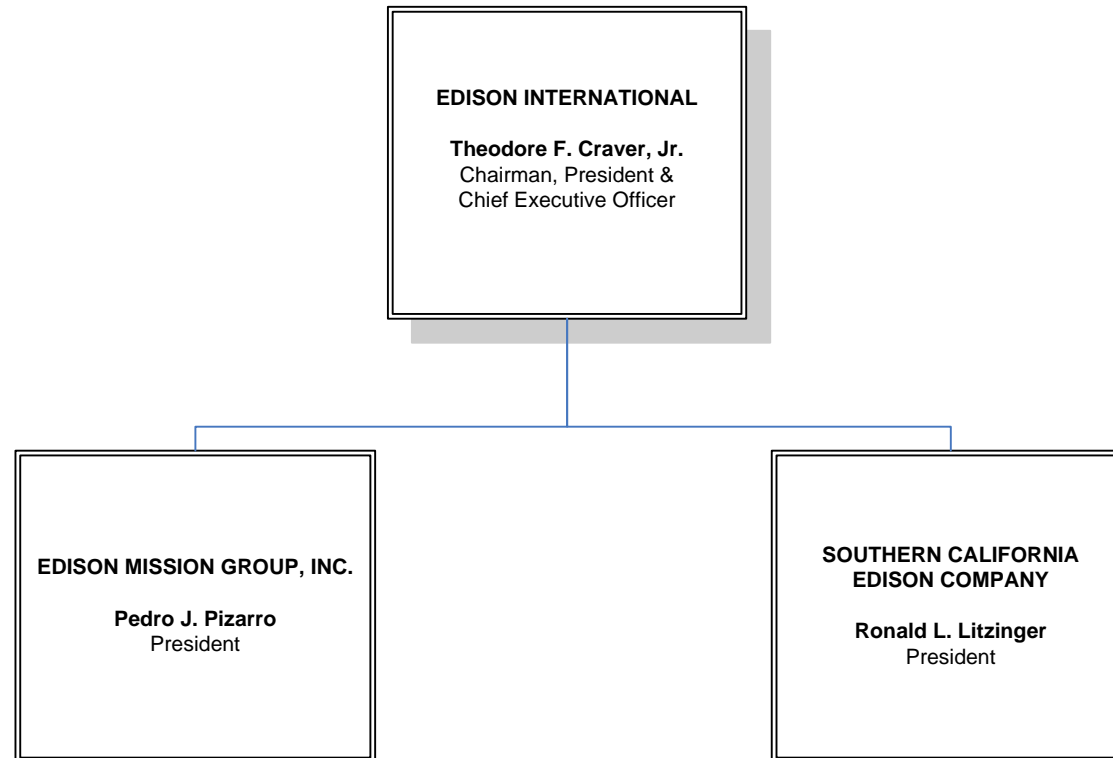 EDISON INTERNATIONAL
Theodore F. Craver, Jr.
Chairman, President &
Chief Executive Officer
EDISON MISSION GROUP, INC.
Pedro J. Pizarro
President
SOUTHERN CALIFORNIA
EDISON COMPANY
Ronald L. Litzinger
President